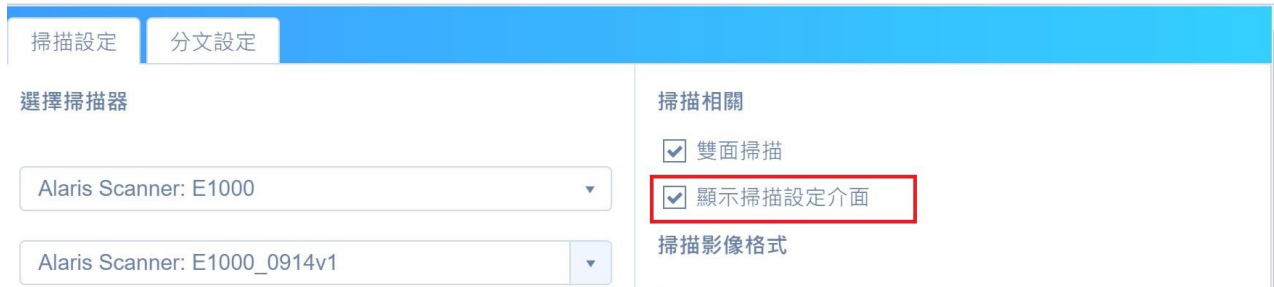 掃描設定
分文設定
選擇掃描器
Alaris Scanner: E1000
Alaris Scanner: E1000_0914v1
掃描相關
雙面掃描
顯示掃描設定介面
掃描影像格式